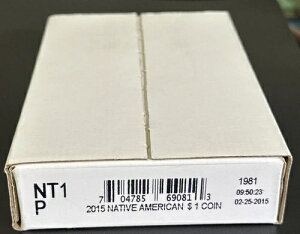 NT1
P
7 04785 69081 3
2015 NATIVE AMERICAN $1 COIN
1981
09:50:23
02-25-2015